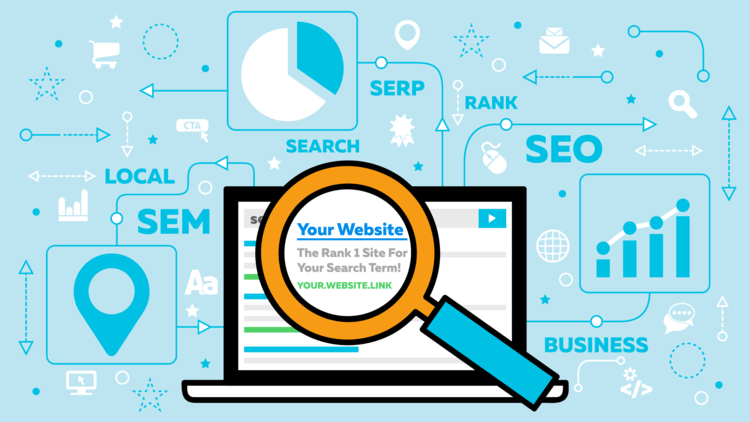 SERP
RANK
CTA
SEARCH
SEO
LOCAL
SEM
se
Your Website
The Rank 1 Site For
Your Search Term!
YOUR.WEBSITE.LINK
Aa
BUSINESS
</>